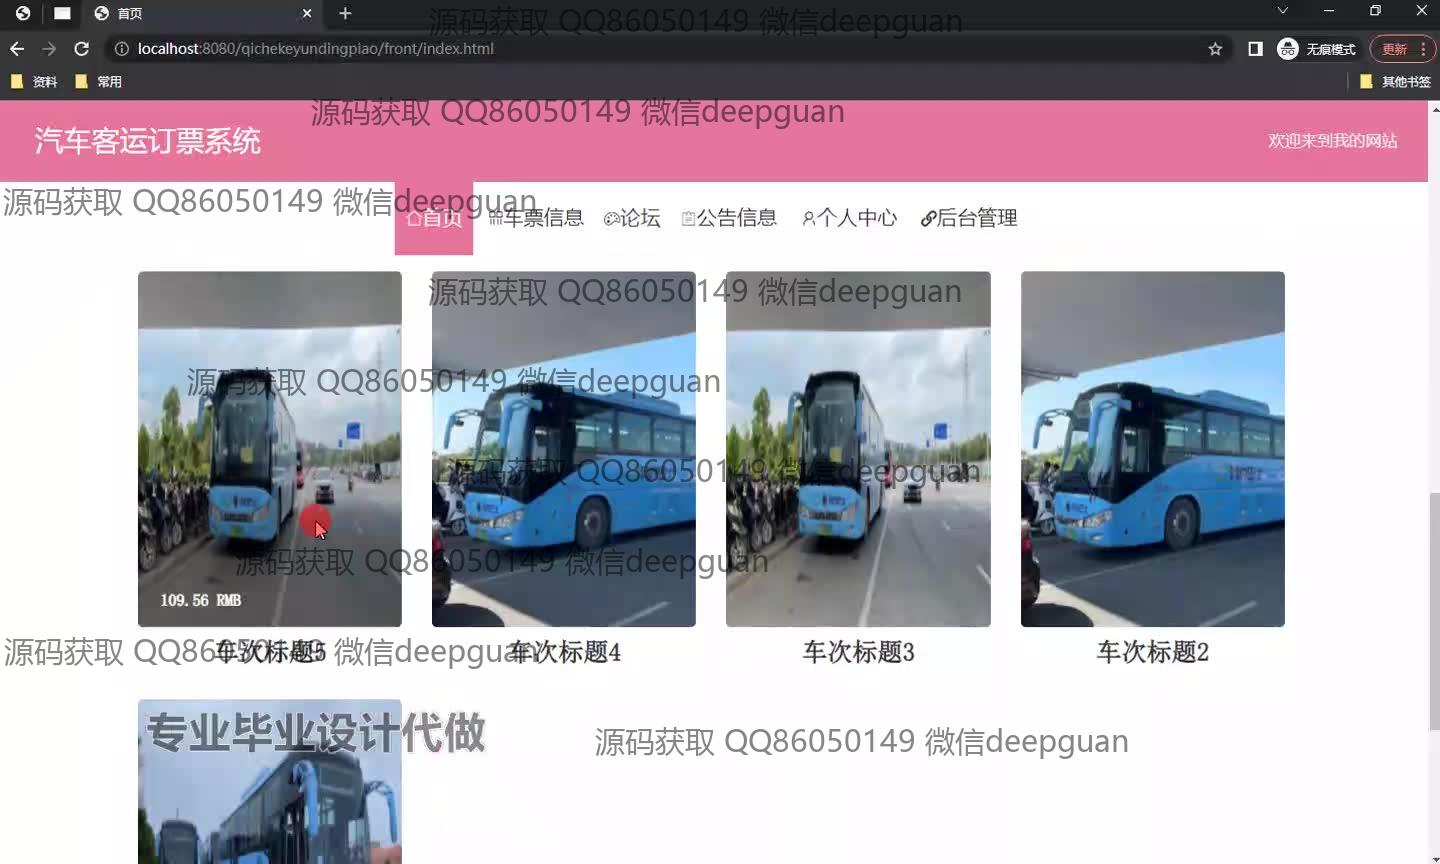 首页
源码获取 QQ86050149 微信deepguan
localhost:8080/qichekeyundingpiao/front/index.html
无痕模式
更新
资料
常用
其他书签
源码获取 QQ86050149 微信deepguan
汽车客运订票系统
欢迎来到我的网站
源码获取 QQ86050149 微信deepguan
首页
车票信息
论坛
公告信息
个人中心
后台管理
源码获取 QQ86050149 微信deepguan
源码获取 QQ86050149 微信deepguan
源码获取 QQ86050149 微信deepguan
源码获取 QQ86050149 微信deepguan
109.56 RMB
源码获取 QQ86050149 微信deepguan
车次标题5
车次标题4
车次标题3
车次标题2
专业毕业设计代做
源码获取 QQ86050149 微信deepguan